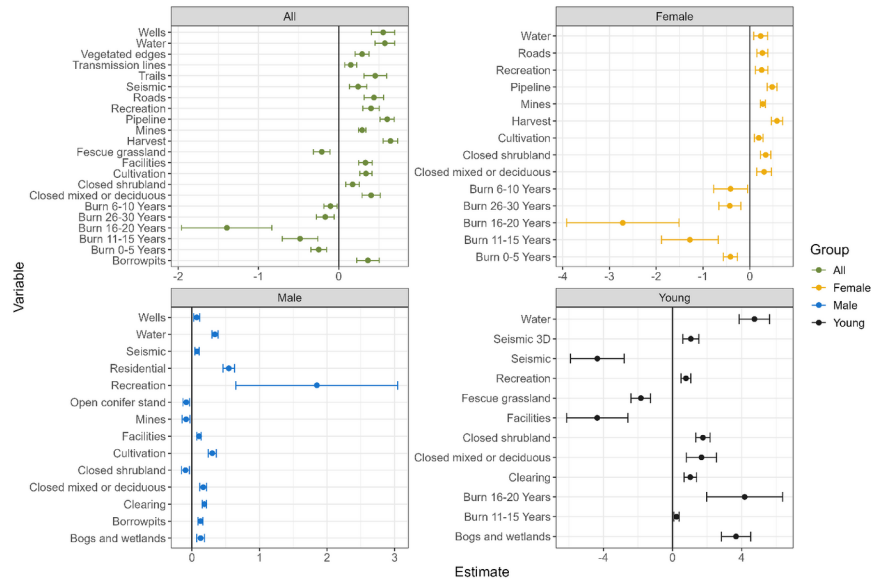 All
Wells
Water
Vegetated edges
Transmission lines
Trails
Seismic
Roads
Recreation
Pipeline
Mines
Harvest
Fescue grassland
Facilities
Cultivation
Closed shrubland
Closed mixed or deciduous
Burn 6-10 Years
Burn 26-30 Years
Burn 16-20 Years
Burn 11-15 Years
Burn 0-5 Years
Borrowpits
-2 -1 0
Female
Water
Roads
Recreation
Pipeline
Mines
Harvest
Cultivation
Closed shrubland
Closed mixed or deciduous
Burn 6-10 Years
Burn 26-30 Years
Burn 16-20 Years
Burn 11-15 Years
Burn 0-5 Years
-4 -3 -2 -1 0
Male
Wells
Water
Seismic
Residential
Recreation
Open conifer stand
Mines
Facilities
Cultivation
Closed shrubland
Closed mixed or deciduous
Clearing
Borrowpits
Bogs and wetlands
0 1 2 3
Young
Water
Seismic 3D
Seismic
Recreation
Fescue grassland
Facilities
Closed shrubland
Closed mixed or deciduous
Clearing
Burn 16-20 Years
Burn 11-15 Years
Bogs and wetlands
-4 0 4
Variable
Estimate
Group
All
Female
Male
Young